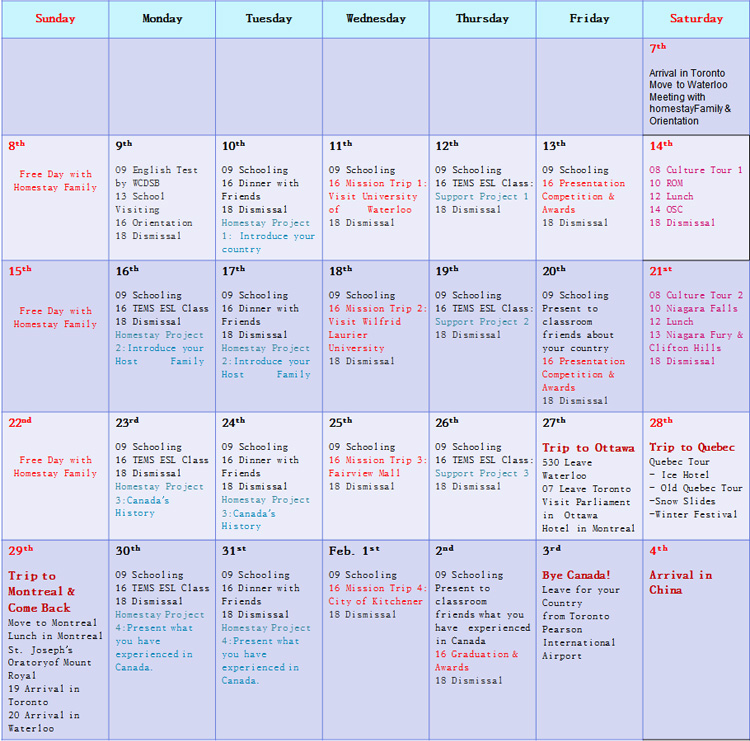 Sunday Monday Tuesday Wednesday Thursday Friday Saturday
7th
Arrival in Toronto
Move to Waterloo
Meeting with
homestayFamily &
Orientation
8th
Free Day with
Homestay Family
9th
09 English Test
by WCDSB
13 School
Visiting
16 Orientation
18 Dismissal
10th
09 Schooling
16 Dinner with
Friends
18 Dismissal
Homestay Project
1: Introduce your
country
11th
09 Schooling
16 Mission Trip 1:
Visit University
of Waterloo
18 Dismissal
12th
09 Schooling
16 TEMS ESL Class:
Support Project 1
18 Dismissal
13th
09 Schooling
16 Presentation
Competition &
Awards
18 Dismissal
14th
08 Culture Tour 1
10 ROM
12 Lunch
14 OSC
18 Dismissal
15th
Free Day with
Homestay Family
16th
09 Schooling
16 TEMS ESL Class
18 Dismissal
Homestay Project
2:Introduce your
Host Family
17th
09 Schooling
16 Dinner with
Friends
18 Dismissal
Homestay Project
2:Introduce your
Host Family
18th
09 Schooling
16 Mission Trip 2:
Visit Wilfrid
Laurier
University
18 Dismissal
19th
09 Schooling
16 TEMS ESL Class:
Support Project 2
18 Dismissal
20th
09 Schooling
Present to
classroom
friends about
your country
16 Presentation
Competition &
Awards
18 Dismissal
21st
08 Culture Tour 2
10 Niagara Falls
12 Lunch
13 Niagara Fury &
Clifton Hills
18 Dismissal
22nd
Free Day with
Homestay Family
23rd
09 Schooling
16 TEMS ESL Class
18 Dismissal
Homestay Project
3:Canada's
History
24th
09 Schooling
16 Dinner with
Friends
18 Dismissal
Homestay Project
3:Canada's
History
25th
09 Schooling
16 Mission Trip 3:
Fairview Mall
18 Dismissal
26th
09 Schooling
16 TEMS ESL Class:
Support Project 3
18 Dismissal
27th
Trip to Ottawa
530 Leave
Waterloo
07 Leave Toronto
Visit Parliament
in Ottawa
Hotel in Montreal
28th
Trip to Quebec
Quebec Tour
- Ice Hotel
- Old Quebec Tour
-Snow Slides
-Winter Festival
29th
Trip to
Montreal &
Come Back
Move to Montreal
Lunch in Montreal
St. Joseph's
Oratoryof Mount
Royal
19 Arrival in
Toronto
20 Arrival in
Waterloo
30th
09 Schooling
16 TEMS ESL Class
18 Dismissal
Homestay Project
4:Present what
you have
experienced in
Canada.
31st
09 Schooling
16 Dinner with
Friends
18 Dismissal
Homestay Project
4:Present what
you have
experienced in
Canada.
Feb. 1st
09 Schooling
16 Mission Trip 4:
City of Kitchener
18 Dismissal
2nd
09 Schooling
Present to
classroom
friends what you
have experienced
in Canada
16 Graduation &
Awards
18 Dismissal
3rd
Bye Canada!
Leave for your
Country
from Toronto
Pearson
International
Airport
4th
Arrival in
China